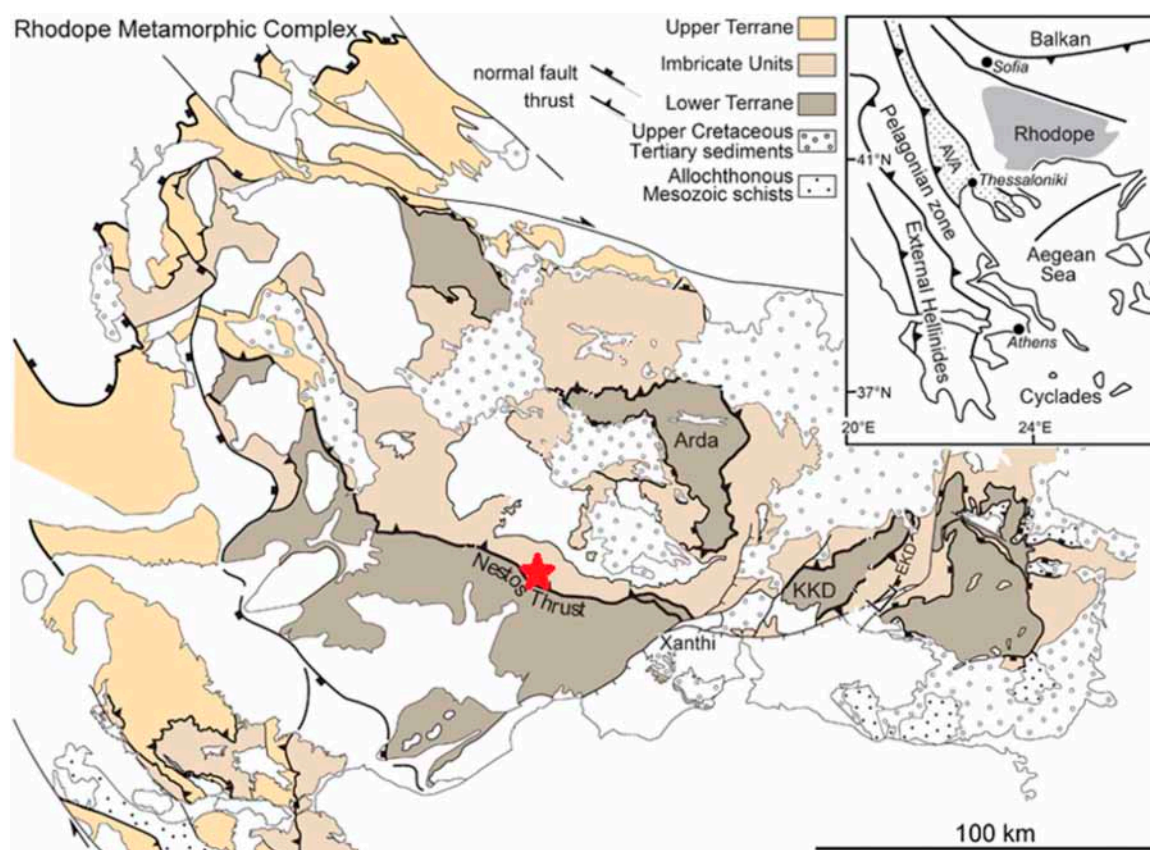 Rhodope Metamorphic Complex
normal fault
thrust
Upper Terrane
Imbricate Units
Lower Terrane
Upper Cretaceous
Tertiary sediments
Allochthonous
Mesozoic schists
Balkan
Sofia
Rhodope
41°N
AVA
Thessaloniki
Pelagonian zone
External Hellinides
Aegean
Sea
Athens
Cyclades
37°N
20°E
24°E
Arda
Nestos Thrust
KKD
EKD
Xanthi
100 km